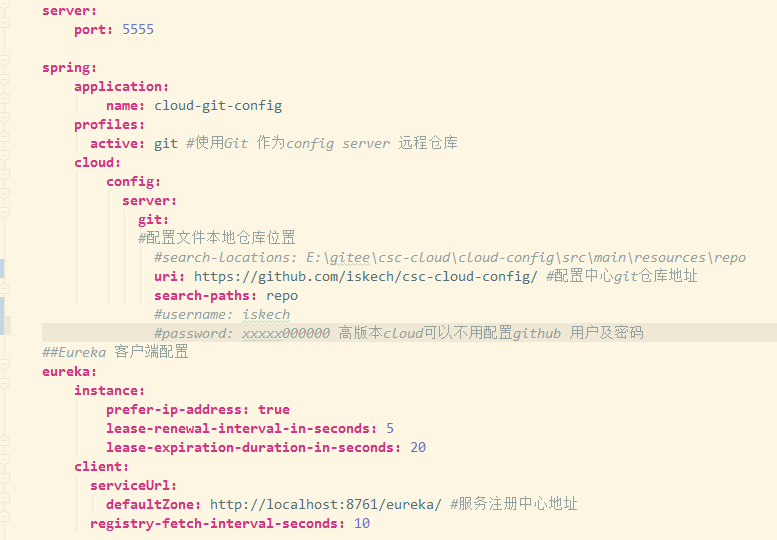 server:
port: 5555
spring:
application:
name: cloud-git-config
profiles:
active: git #使用Git 作为config server 远程仓库
cloud:
config:
server:
git:
#配置文件本地仓库位置
#search-locations: E:\gitee\csc-cloud\cloud-config\src\main\resources\repo
uri: https://github.com/iskech/csc-cloud-config/ #配置中心git仓库地址
search-paths: repo
#username: iskech
#password: xxxxx000000 高版本cloud可以不用配置github 用户及密码
##Eureka 客户端配置
eureka:
instance:
prefer-ip-address: true
lease-renewal-interval-in-seconds: 5
lease-expiration-duration-in-seconds: 20
client:
serviceUrl:
defaultZone: http://localhost:8761/eureka/ #服务注册中心地址
registry-fetch-interval-seconds: 10